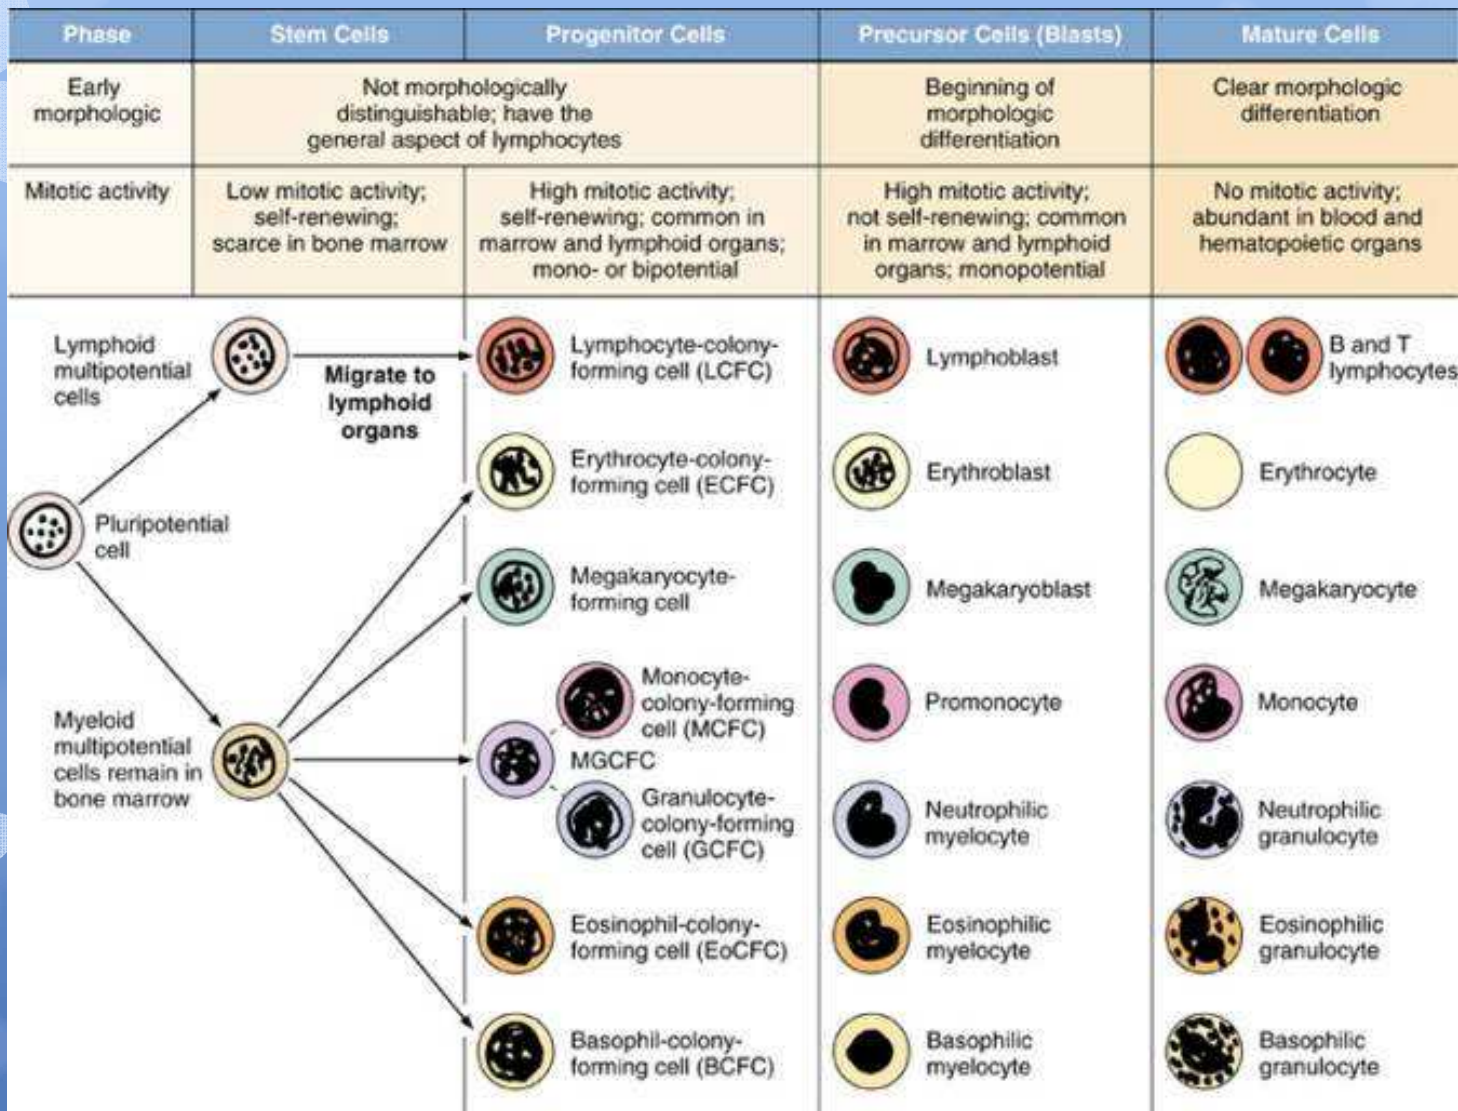 Phase
Stem Cells
Progenitor Cells
Precursor Cells (Blasts)
Mature Cells
Early
morphologic
Not morphologically
distinguishable; have the
general aspect of lymphocytes
Beginning of
morphologic
differentiation
Clear morphologic
differentiation
Mitotic activity
Low mitotic activity;
self-renewing;
scarce in bone marrow
High mitotic activity;
self-renewing; common in
marrow and lymphoid organs;
mono- or bipotential
High mitotic activity;
not self-renewing; common
in marrow and lymphoid
organs; monopotential
No mitotic activity;
abundant in blood and
hematopoietic organs
Lymphoid
multipotential
cells
Migrate to
lymphoid
organs
Lymphocyte-colony-
forming cell (LCFC)
Lymphoblast
B and T
lymphocytes
Erythrocyte-colony-
forming cell (ECFC)
Erythroblast
Erythrocyte
Pluripotential
cell
Megakaryocyte-
forming cell
Megakaryoblast
Megakaryocyte
Myeloid
multipotential
cells remain in
bone marrow
Monocyte-
colony-forming
cell (MCFC)
Promonocyte
Monocyte
MGCFC
Granulocyte-
colony-forming
cell (GCFC)
Neutrophilic
myelocyte
Neutrophilic
granulocyte
Eosinophil-colony-
forming cell (EoCFC)
Eosinophilic
myelocyte
Eosinophilic
granulocyte
Basophil-colony-
forming cell (BCFC)
Basophilic
myelocyte
Basophilic
granulocyte